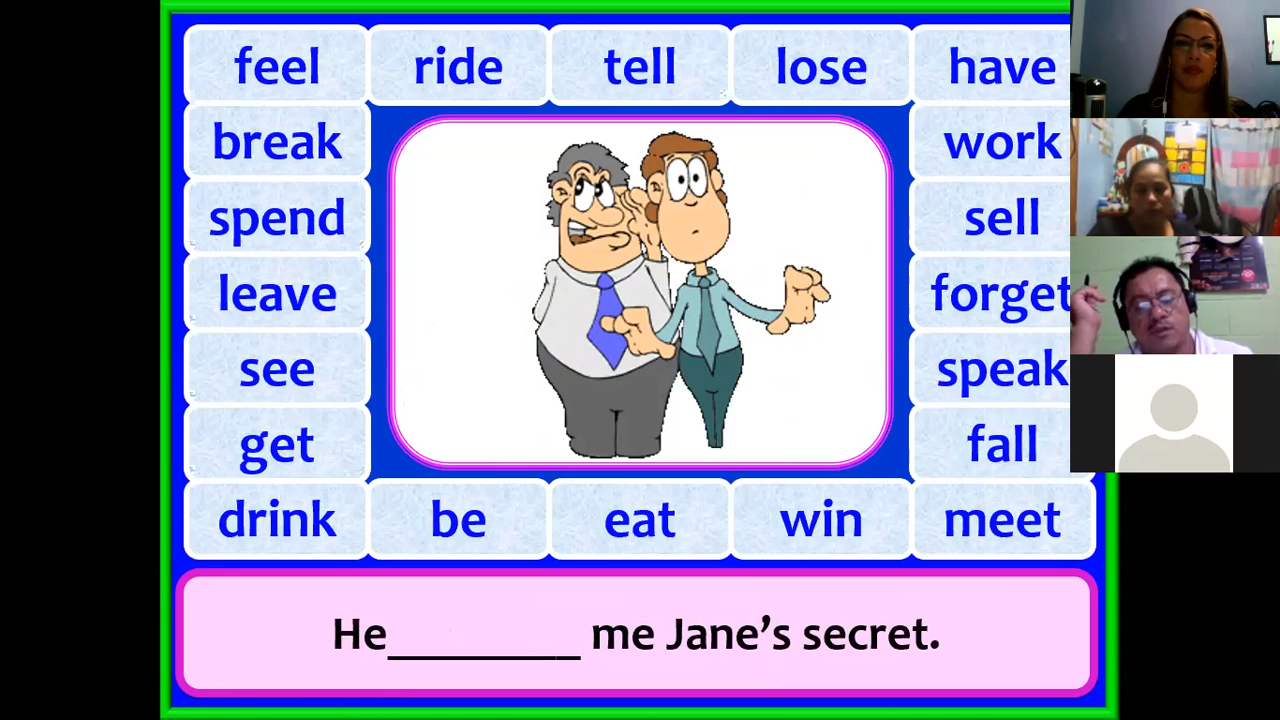 feel ride tell lose have
break work
spend sell
leave forget
see speak
get fall
drink be eat win meet
He________ me Jane's secret.